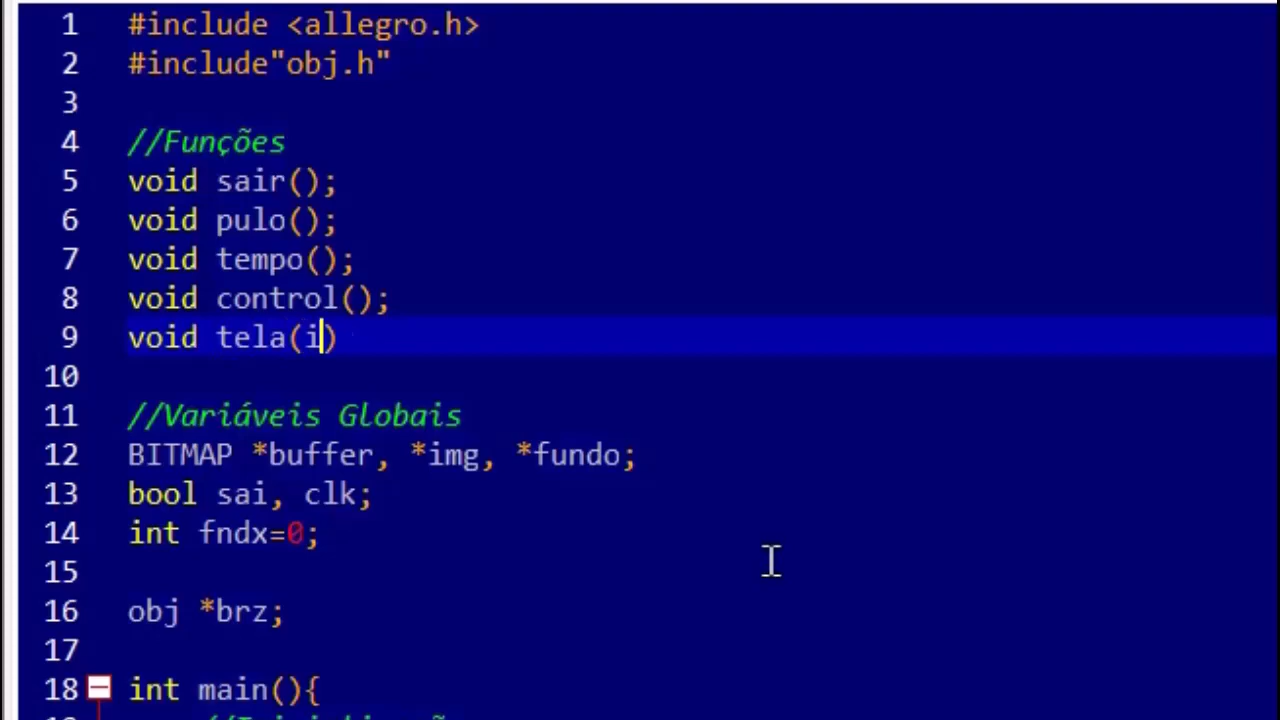 1 #include <allegro.h>
2 #include"obj.h"
3
4 //Funções
5 void sair();
6 void pulo();
7 void tempo();
8 void control();
9 void tela(i)
10
11 //Variáveis Globais
12 BITMAP *buffer, *img, *fundo;
13 bool sai, clk;
14 int fndx=0;
15
16 obj *brz;
17
18 int main(){